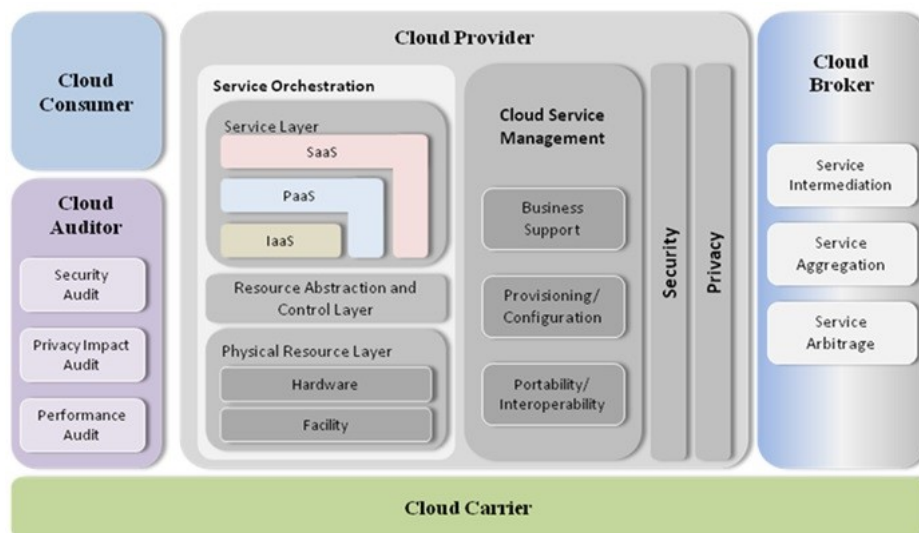 Cloud
Consumer
Cloud
Auditor
Security
Audit
Privacy Impact
Audit
Performance
Audit
Cloud Provider
Service Orchestration
Service Layer
SaaS
PaaS
IaaS
Resource Abstraction and
Control Layer
Physical Resource Layer
Hardware
Facility
Cloud Service
Management
Business
Support
Provisioning/
Configuration
Portability/
Interoperability
Security
Privacy
Cloud
Broker
Service
Intermediation
Service
Aggregation
Service
Arbitrage
Cloud Carrier